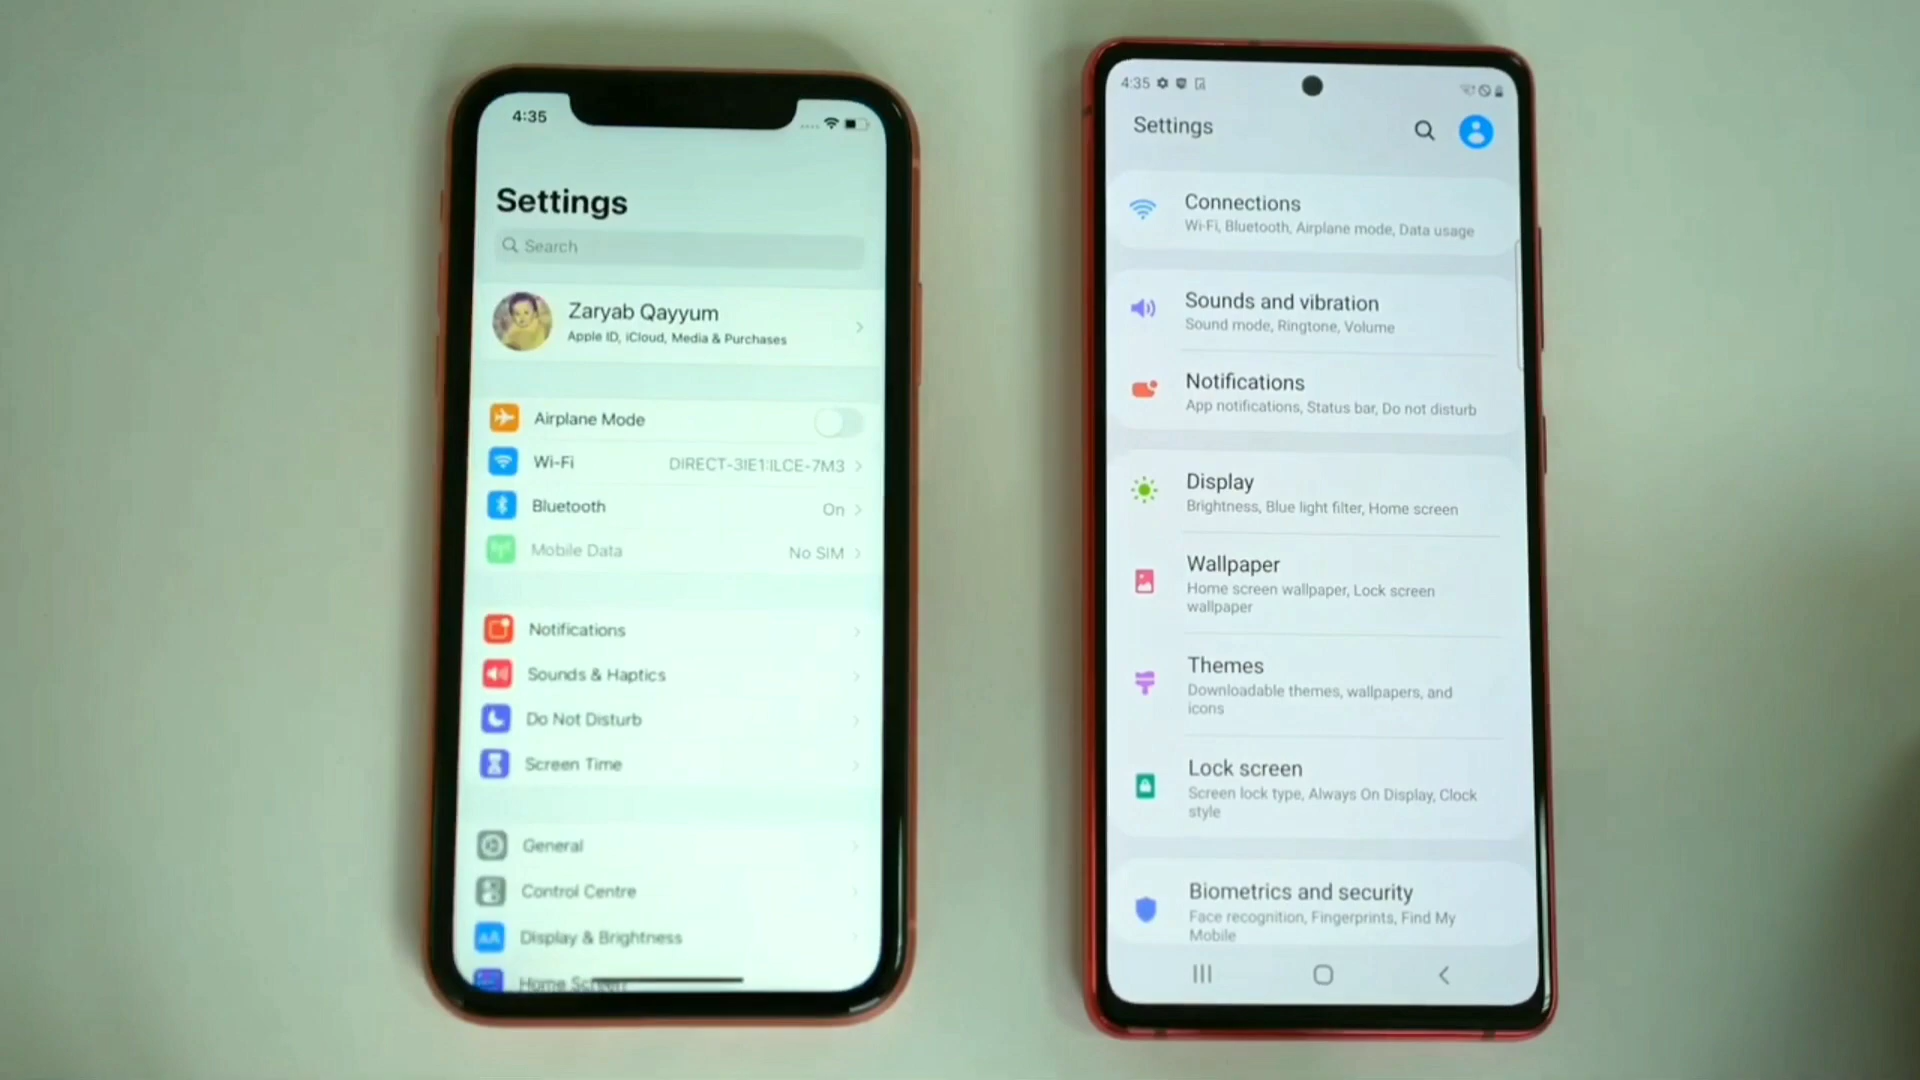 4:35
Settings
Search
Zaryab Qayyum
Apple ID, iCloud, Media & Purchases
Airplane Mode
Wi-Fi DIRECT-3IE1:ILCE-7M3
Bluetooth On
Mobile Data No SIM
Notifications
Sounds & Haptics
Do Not Disturb
Screen Time
General
Control Centre
AA Display & Brightness
Home Screen
4:35
Settings
Connections
Wi-Fi, Bluetooth, Airplane mode, Data usage
Sounds and vibration
Sound mode, Ringtone, Volume
Notifications
App notifications, Status bar, Do not disturb
Display
Brightness, Blue light filter, Home screen
Wallpaper
Home screen wallpaper, Lock screen
wallpaper
Themes
Downloadable themes, wallpapers, and
icons
Lock screen
Screen lock type, Always On Display, Clock
style
Biometrics and security
Face recognition, Fingerprints, Find My
Mobile